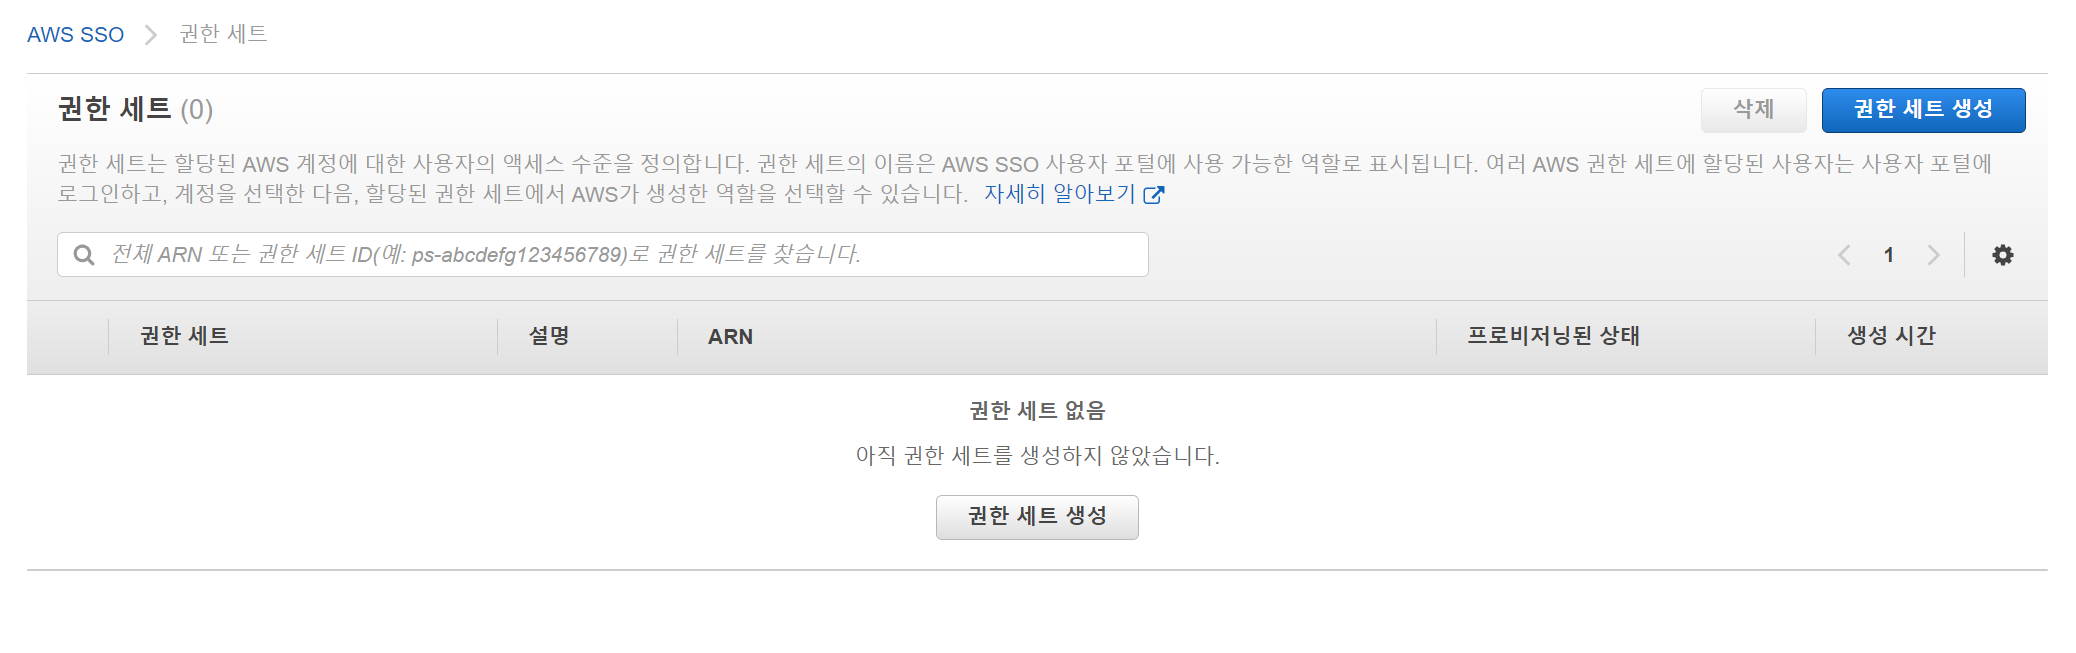 AWS SSO > 권한 세트
권한 세트 (0)
삭제
권한 세트 생성
권한 세트는 할당된 AWS 계정에 대한 사용자의 액세스 수준을 정의합니다. 권한 세트의 이름은 AWS SSO 사용자 포털에 사용 가능한 역할로 표시됩니다. 여러 AWS 권한 세트에 할당된 사용자는 사용자 포털에
로그인하고, 계정을 선택한 다음, 할당된 권한 세트에서 AWS가 생성한 역할을 선택할 수 있습니다. 자세히 알아보기
전체 ARN 또는 권한 세트 ID(예: ps-abcdefg123456789)로 권한 세트를 찾습니다.
1
권한 세트 설명 ARN 프로비저닝된 상태 생성 시간
권한 세트 없음
아직 권한 세트를 생성하지 않았습니다.
권한 세트 생성